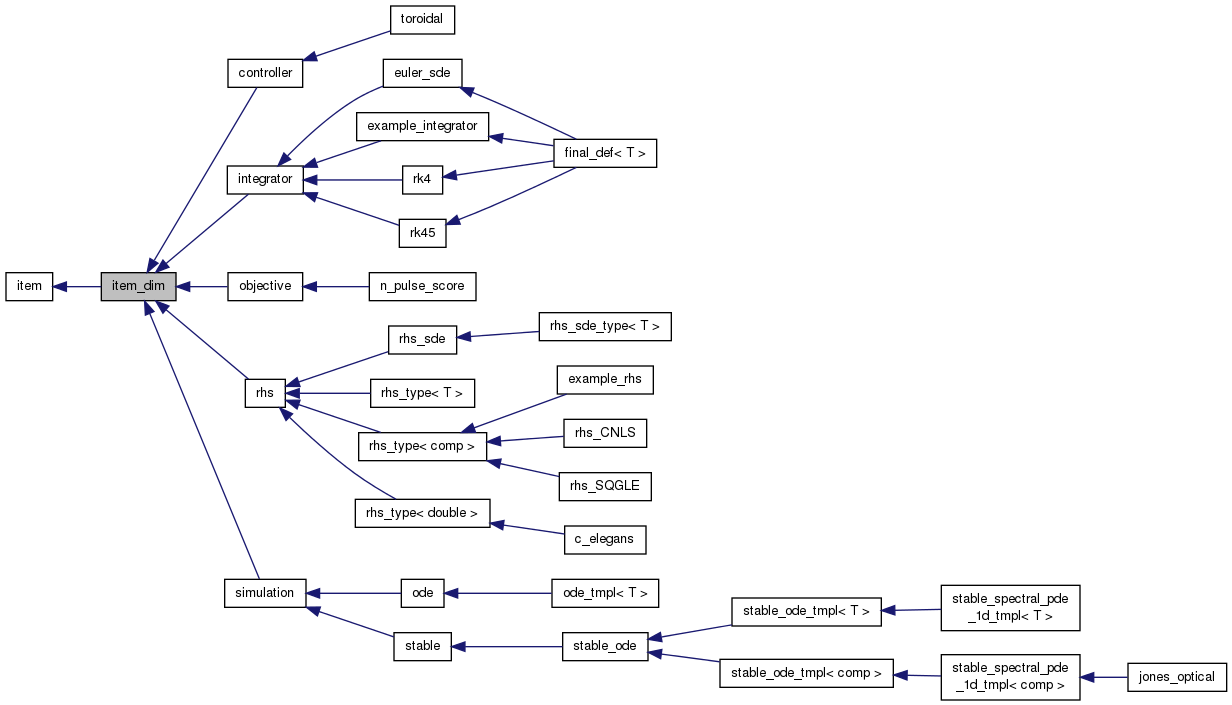 toroidal
controller
euler_sde
example_integrator
final_def< T >
integrator
rk4
rk45
item
item_dim
objective
n_pulse_score
rhs_sde_type< T >
rhs_sde
example_rhs
rhs
rhs_type< T >
rhs_CNLS
rhs_type< comp >
rhs_SQGLE
rhs_type< double >
c_elegans
simulation
ode
ode_tmpl< T >
stable_ode_tmpl< T >
stable_spectral_pde
_1d_tmpl< T >
stable
stable_ode
stable_ode_tmpl< comp >
stable_spectral_pde
_1d_tmpl< comp >
jones_optical